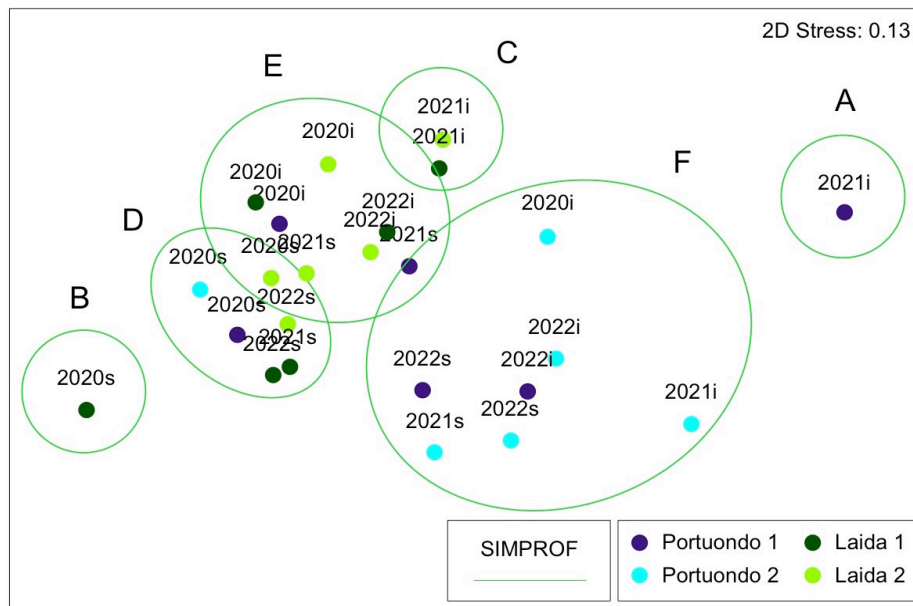 2D Stress: 0.13
C
E
A
2021i
2020i
2021i
F
2020i
2020i
2021i
2022i
2020i
2022i
D
2021s
2020s
2020s
2021s
B
2022s
2020s
2022i
2021s
2022s
2022s
2022i
2020s
2021i
2022s
2021s
SIMPROF
Portuondo 1
Laida 1
Portuondo 2
Laida 2